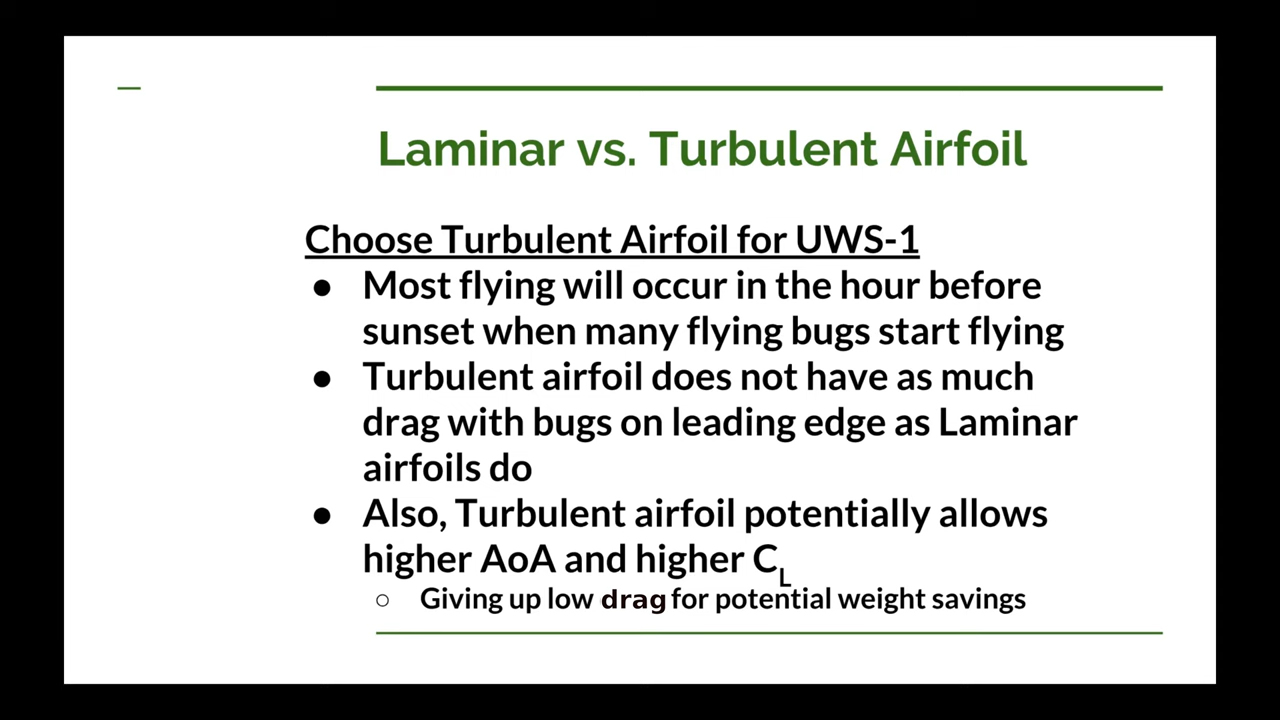 Laminar vs. Turbulent Airfoil
Choose Turbulent Airfoil for UWS-1
● Most flying will occur in the hour before
sunset when many flying bugs start flying
● Turbulent airfoil does not have as much
drag with bugs on leading edge as Laminar
airfoils do
● Also, Turbulent airfoil potentially allows
higher AoA and higher CL
○ Giving up low drag for potential weight savings